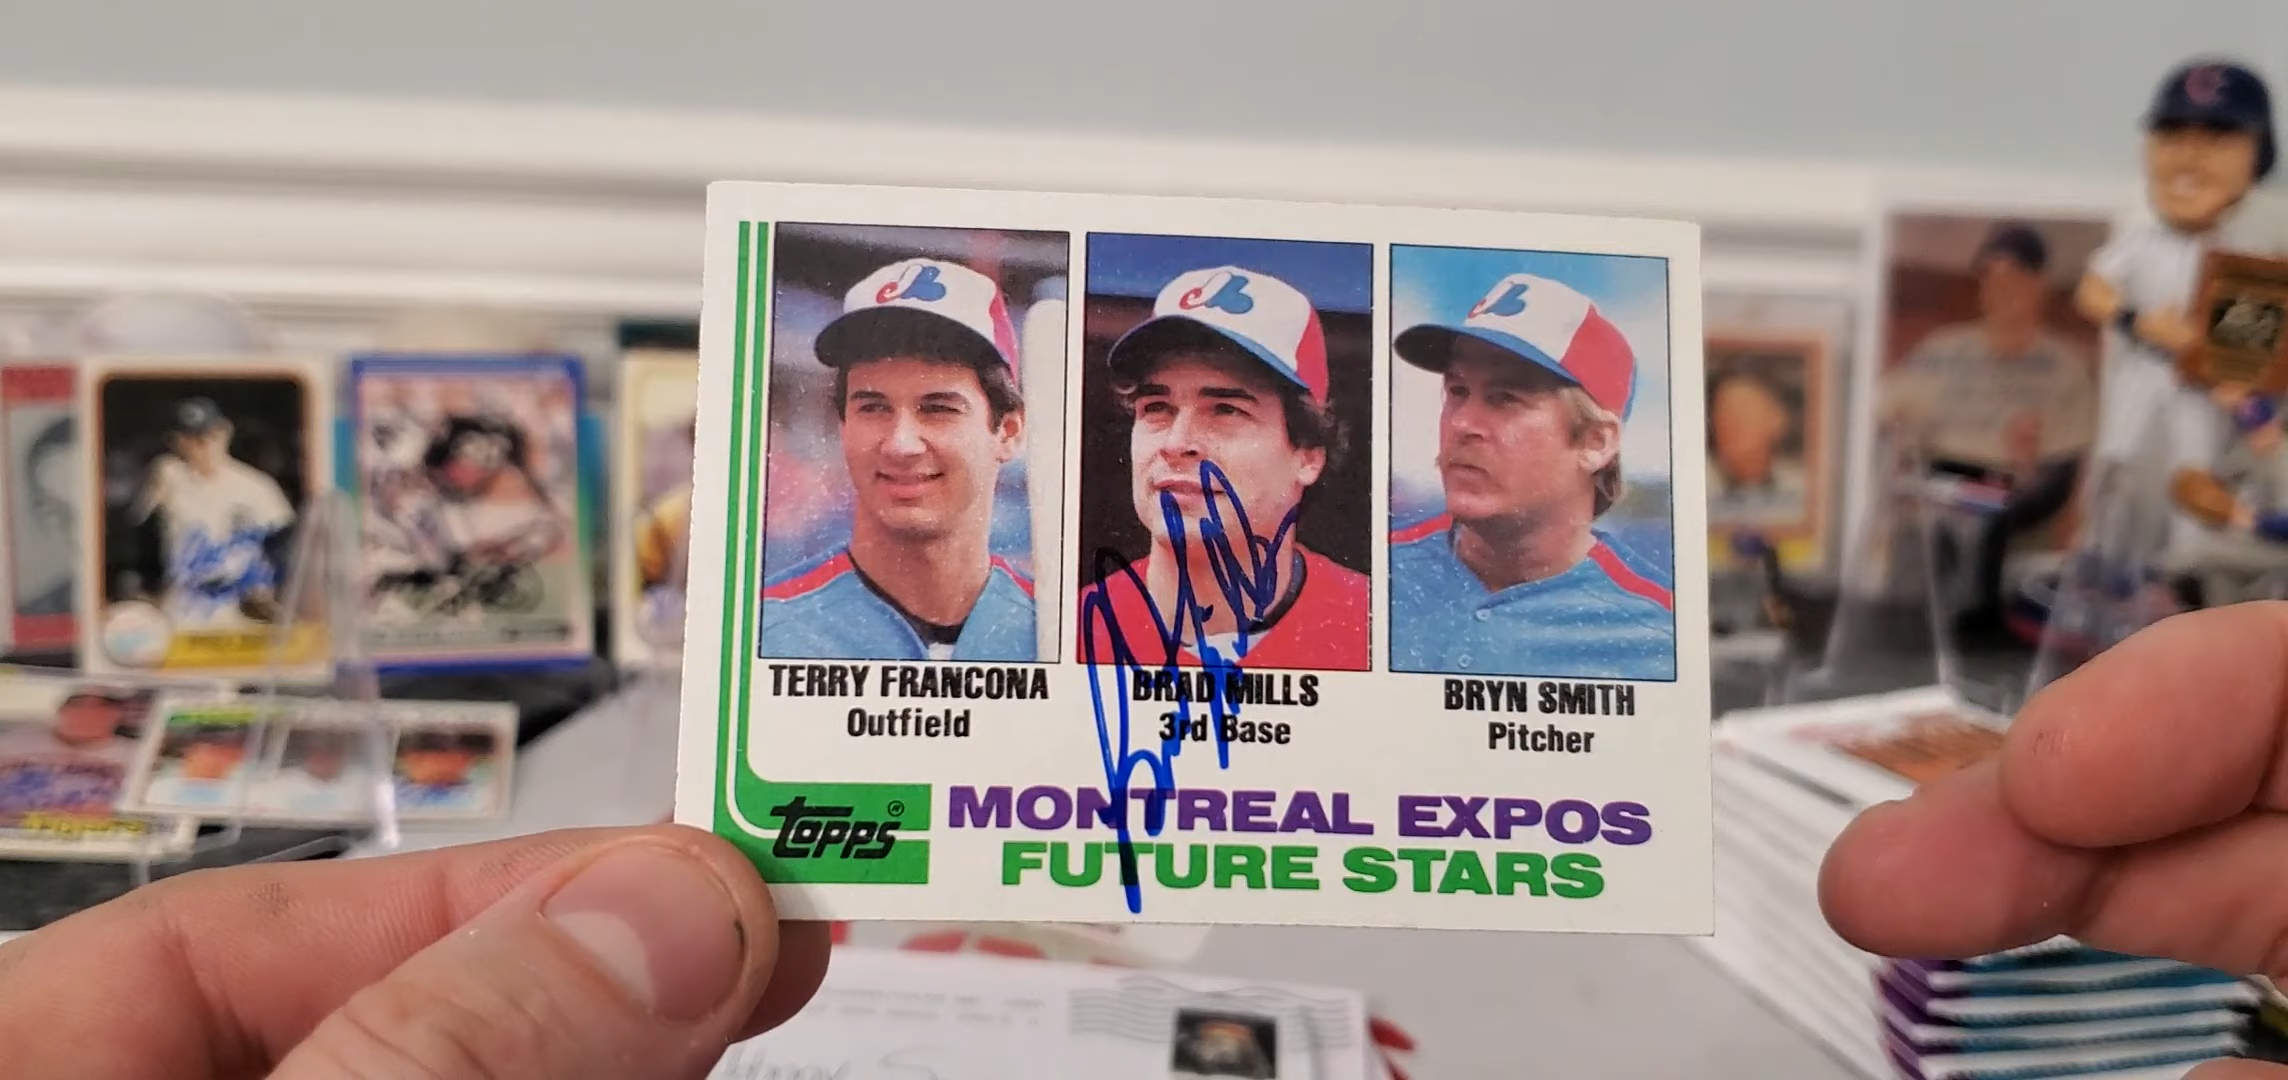 TERRY FRANCONA
Outfield
BRAD MILLS
3rd Base
BRYN SMITH
Pitcher
TOPPS®
MONTREAL EXPOS
FUTURE STARS